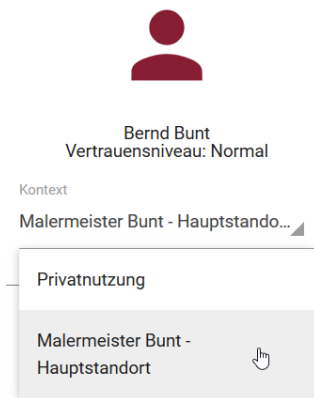 Bernd Bunt
Vertrauensniveau: Normal
Kontext
Malermeister Bunt - Hauptstando...
Privatnutzung
Malermeister Bunt -
Hauptstandort